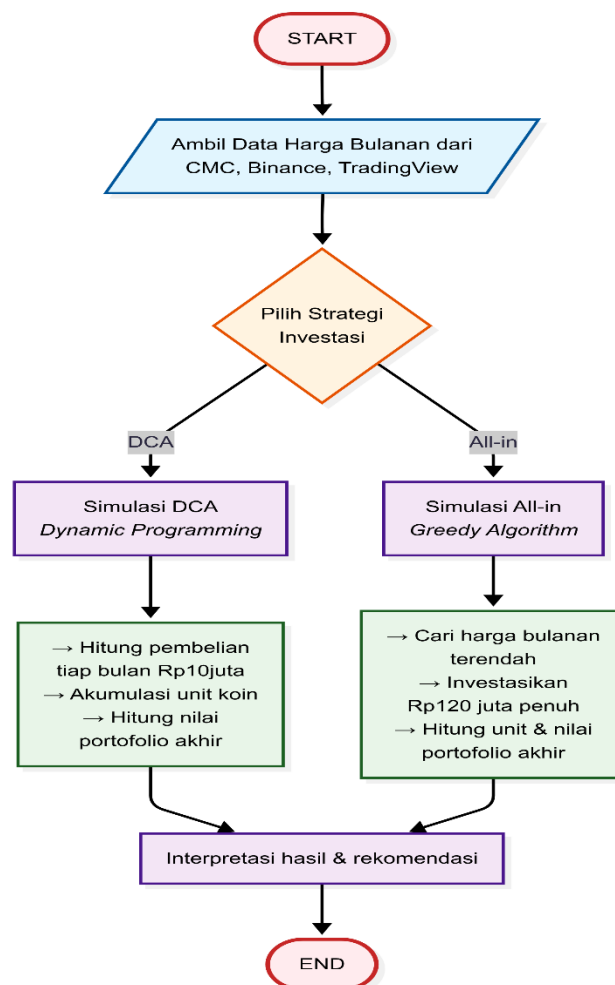 START
Ambil Data Harga Bulanan dari
CMC, Binance, TradingView
Pilih Strategi
Investasi
DCA
All-in
Simulasi DCA
Dynamic Programming
Simulasi All-in
Greedy Algorithm
→ Hitung pembelian
tiap bulan Rp10juta
→ Akumulasi unit koin
→ Hitung nilai
portofolio akhir
→ Cari harga bulanan
terendah
→ Investasikan
Rp120 juta penuh
→ Hitung unit & nilai
portofolio akhir
Interpretasi hasil & rekomendasi
END